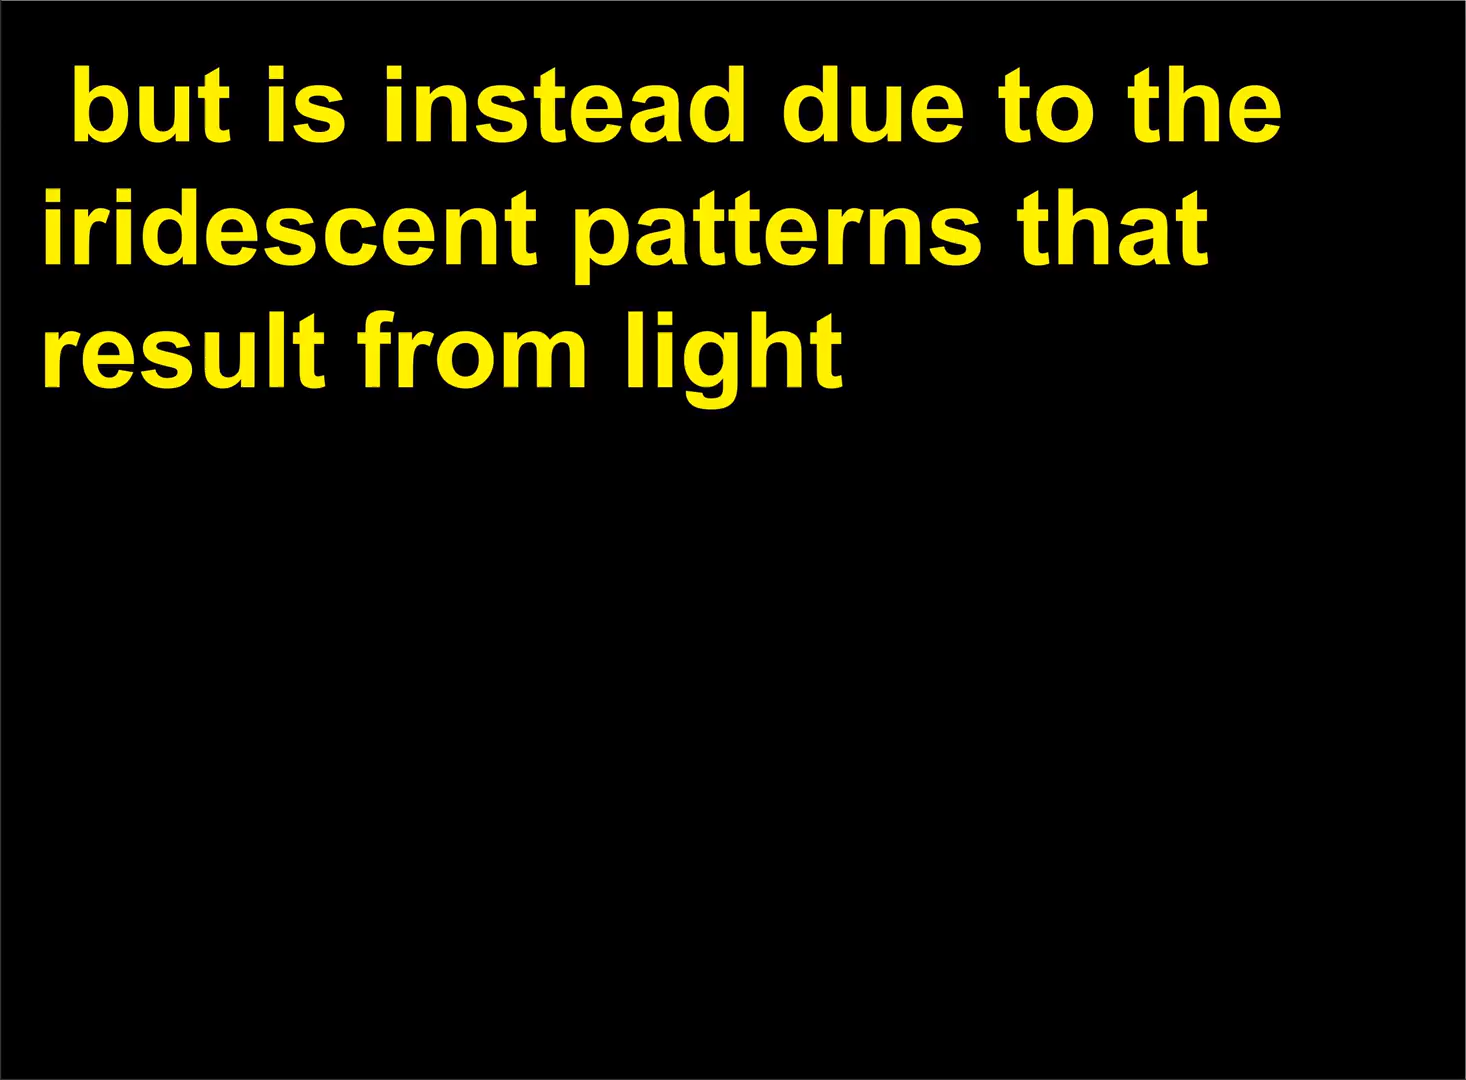 but is instead due to the
iridescent patterns that
result from light